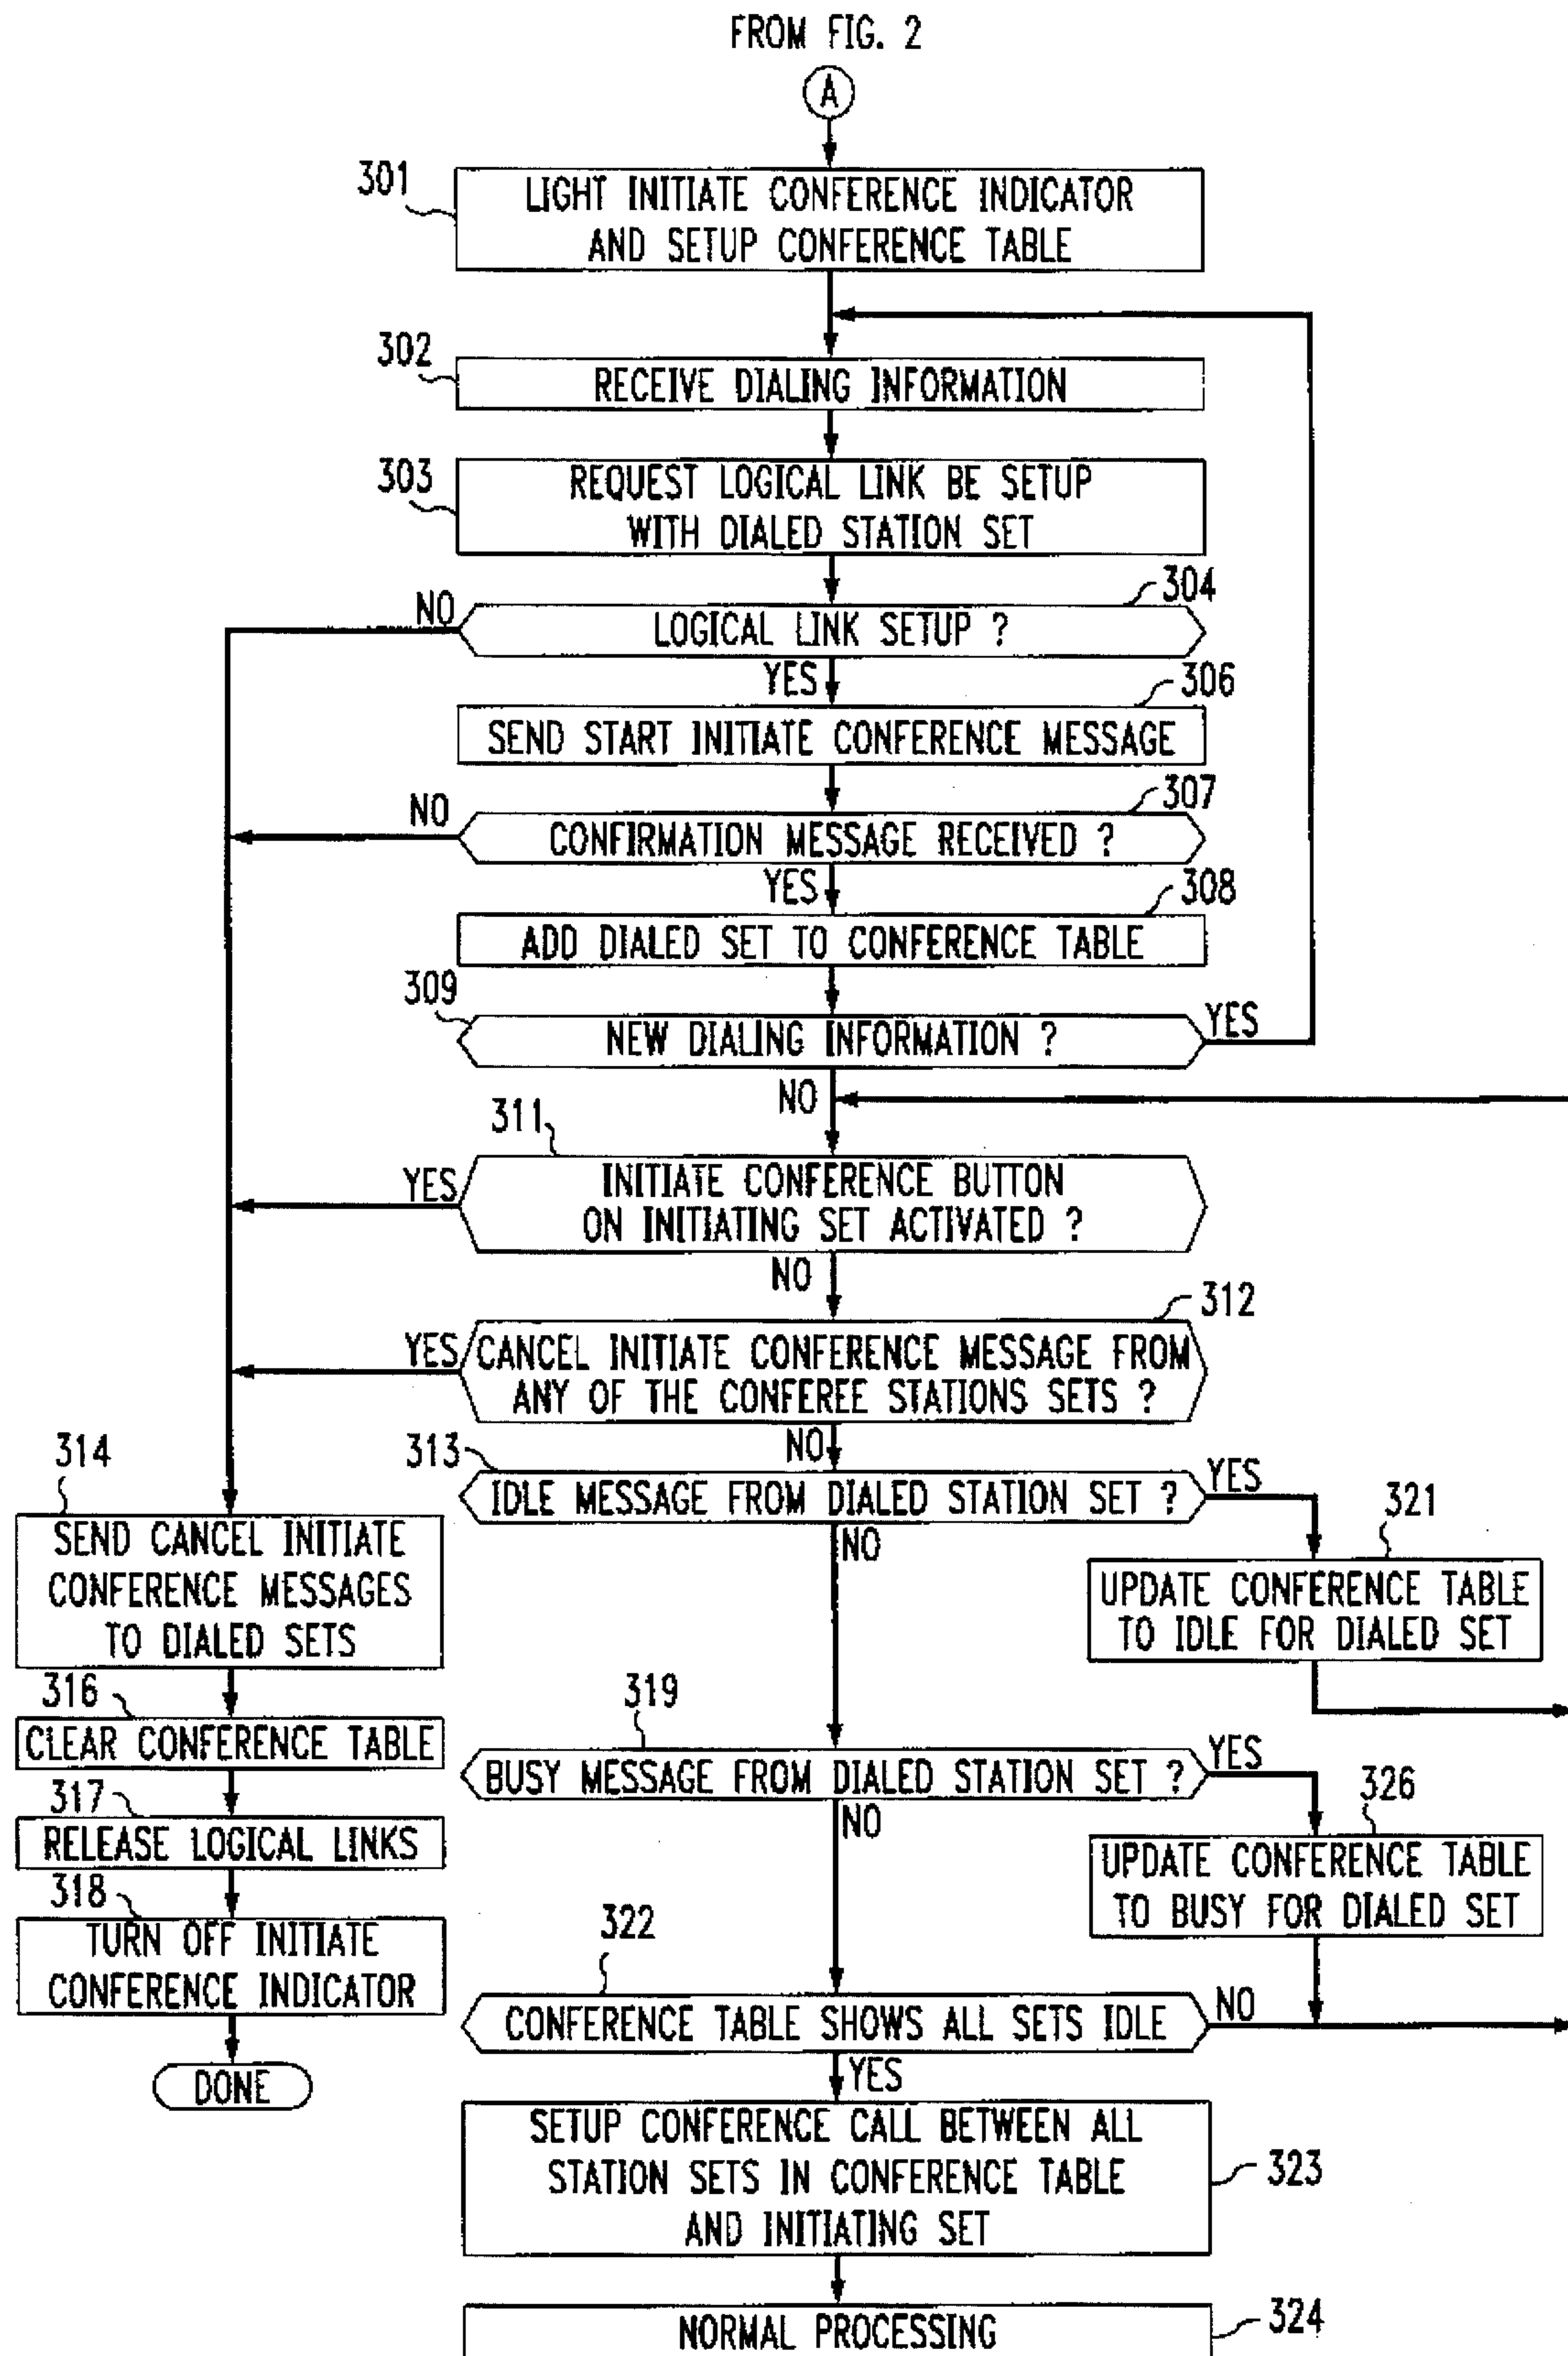 FROM FIG. 2
A
301
LIGHT INITIATE CONFERENCE INDICATOR
AND SETUP CONFERENCE TABLE
302
RECEIVE DIALING INFORMATION
303
REQUEST LOGICAL LINK BE SETUP
WITH DIALED STATION SET
304
NO
LOGICAL LINK SETUP ?
YES
306
SEND START INITIATE CONFERENCE MESSAGE
307
NO
CONFIRMATION MESSAGE RECEIVED ?
YES
308
ADD DIALED SET TO CONFERENCE TABLE
309
NEW DIALING INFORMATION ?
YES
NO
311
YES
INITIATE CONFERENCE BUTTON
ON INITIATING SET ACTIVATED ?
NO
312
YES
CANCEL INITIATE CONFERENCE MESSAGE FROM
ANY OF THE CONFEREE STATIONS SETS ?
NO
313
IDLE MESSAGE FROM DIALED STATION SET ?
YES
NO
314
SEND CANCEL INITIATE
CONFERENCE MESSAGES
TO DIALED SETS
321
UPDATE CONFERENCE TABLE
TO IDLE FOR DIALED SET
316
CLEAR CONFERENCE TABLE
319
BUSY MESSAGE FROM DIALED STATION SET ?
YES
NO
317
RELEASE LOGICAL LINKS
326
UPDATE CONFERENCE TABLE
TO BUSY FOR DIALED SET
318
TURN OFF INITIATE
CONFERENCE INDICATOR
DONE
322
CONFERENCE TABLE SHOWS ALL SETS IDLE
NO
YES
SETUP CONFERENCE CALL BETWEEN ALL
STATION SETS IN CONFERENCE TABLE
AND INITIATING SET
323
NORMAL PROCESSING
324